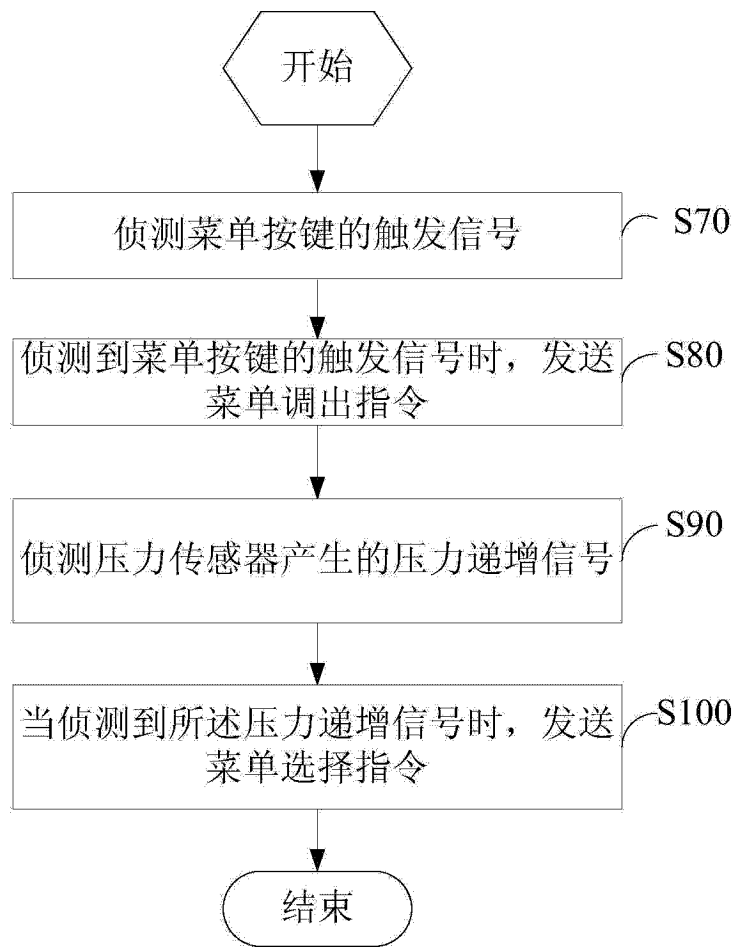 开始
侦测菜单按键的触发信号
S70
侦测到菜单按键的触发信号时，发送
菜单调出指令
S80
侦测压力传感器产生的压力递增信号
S90
当侦测到所述压力递增信号时，发送
菜单选择指令
S100
结束